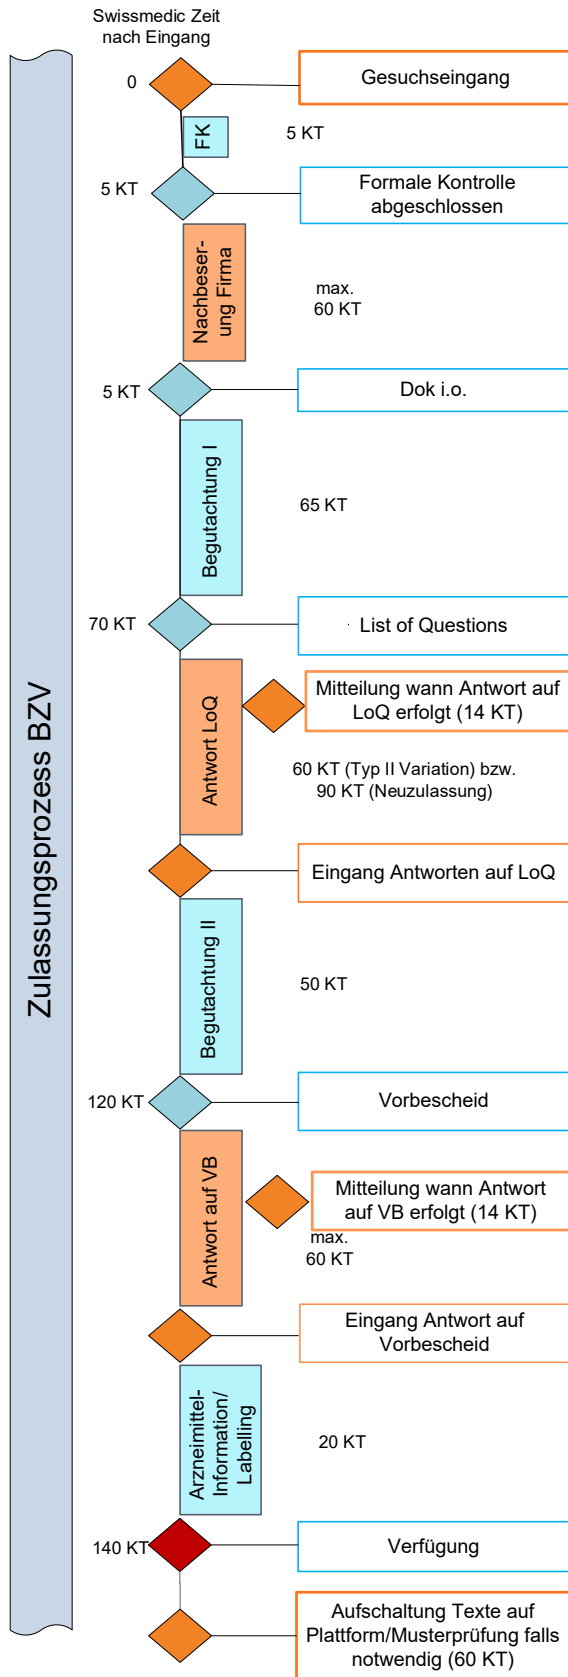 Swissmedic Zeit
nach Eingang
Zulassungsprozess BZV
0
Gesuchseingang
FK
5 KT
5 KT
Formale Kontrolle
abgeschlossen
Nachbeser-
ung Firma
max.
60 KT
5 KT
Dok i.o.
Begutachtung I
65 KT
70 KT
List of Questions
Antwort LoQ
Mitteilung wann Antwort auf
LoQ erfolgt (14 KT)
60 KT (Typ II Variation) bzw.
90 KT (Neuzulassung)
Eingang Antworten auf LoQ
Begutachtung II
50 KT
120 KT
Vorbescheid
Antwort auf VB
Mitteilung wann Antwort
auf VB erfolgt (14 KT)
max.
60 KT
Eingang Antwort auf
Vorbescheid
Arzneimittel-
Information/
Labelling
20 KT
140 KT
Verfügung
Aufschaltung Texte auf
Plattform/Musterprüfung falls
notwendig (60 KT)